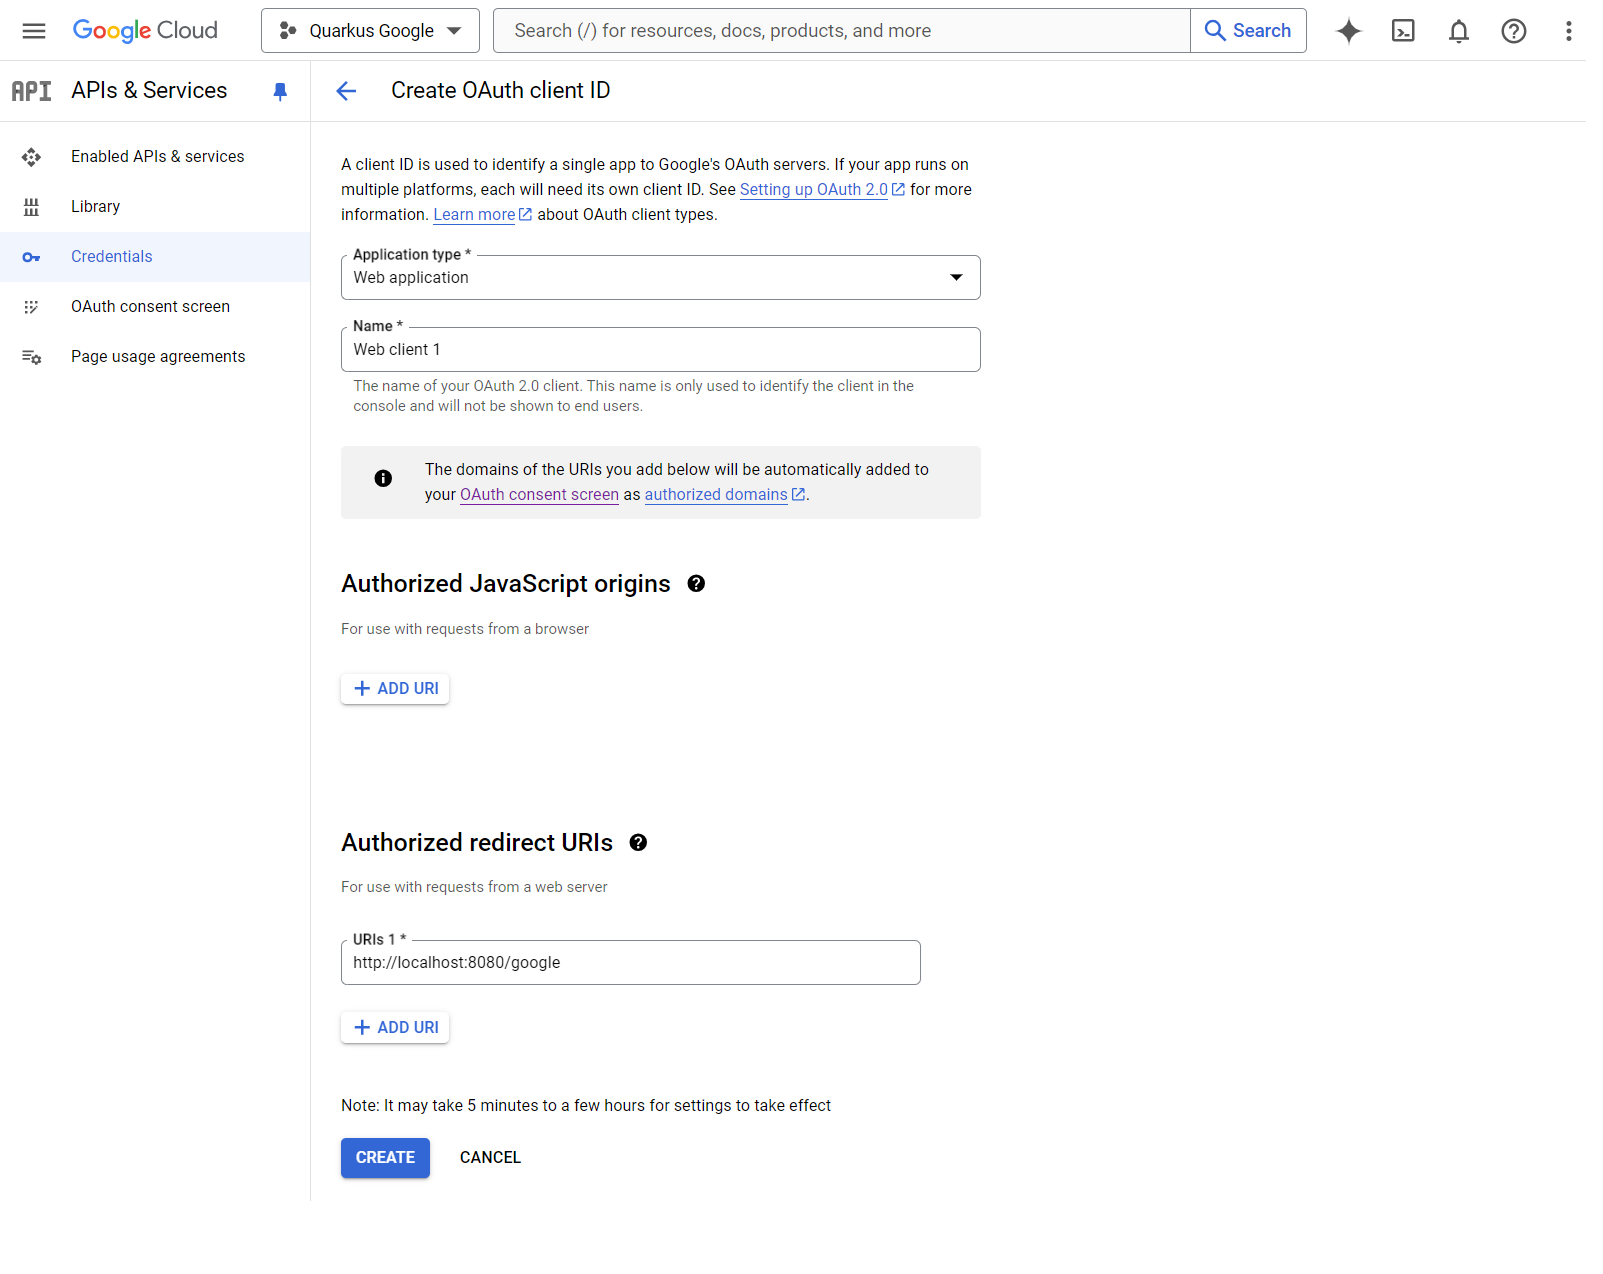 Google Cloud
Quarkus Google
Search (/) for resources, docs, products, and more
Search
API
APIs & Services
Create OAuth client ID
Enabled APIs & services
Library
Credentials
OAuth consent screen
Page usage agreements
A client ID is used to identify a single app to Google's OAuth servers. If your app runs on
multiple platforms, each will need its own client ID. See Setting up OAuth 2.0 for more
information. Learn more about OAuth client types.
Application type *
Web application
Name *
Web client 1
The name of your OAuth 2.0 client. This name is only used to identify the client in the
console and will not be shown to end users.
The domains of the URIs you add below will be automatically added to
your OAuth consent screen as authorized domains.
Authorized JavaScript origins
For use with requests from a browser
ADD URI
Authorized redirect URIs
For use with requests from a web server
URIs 1 *
http://localhost:8080/google
ADD URI
Note: It may take 5 minutes to a few hours for settings to take effect
CREATE
CANCEL